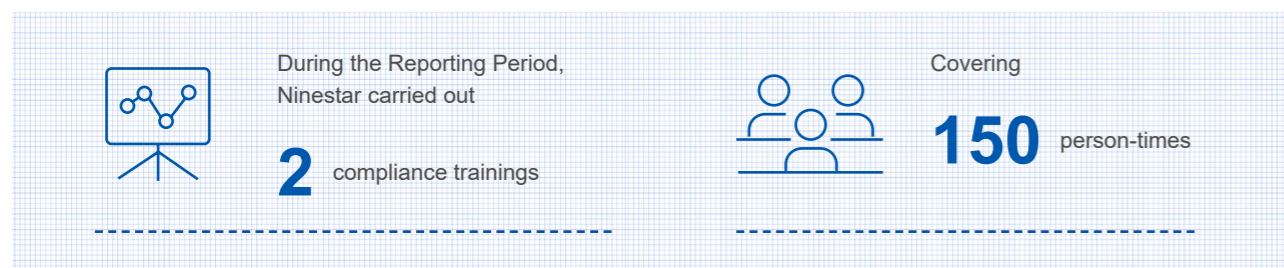 During the Reporting Period,
Ninestar carried out
2 compliance trainings
Covering
150 person-times